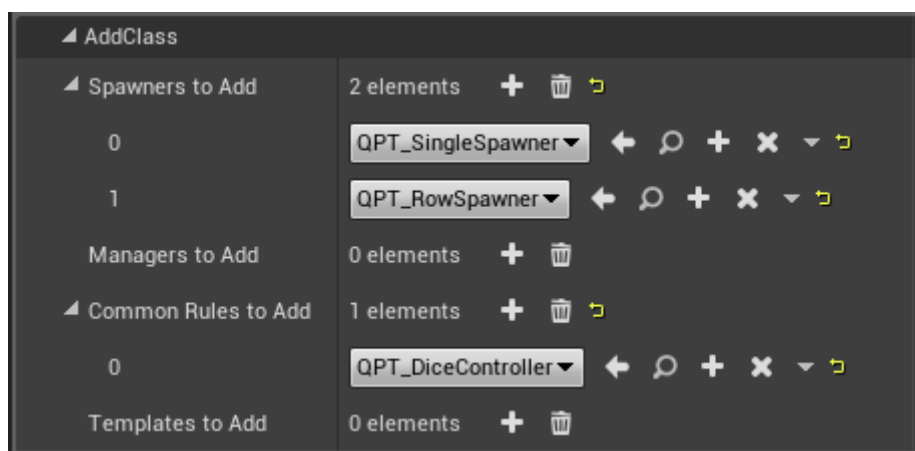 AddClass
Spawners to Add 2 elements
0 QPT_SingleSpawner
1 QPT_RowSpawner
Managers to Add 0 elements
Common Rules to Add 1 elements
0 QPT_DiceController
Templates to Add 0 elements